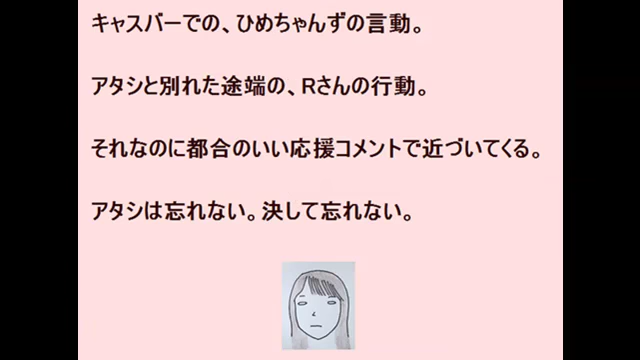 キャスバーでの、ひめちゃんずの言動。
アタシと別れた途端の、Rさんの行動。
それなのに都合のいい応援コメントで近づいてくる。
アタシは忘れない。決して忘れない。